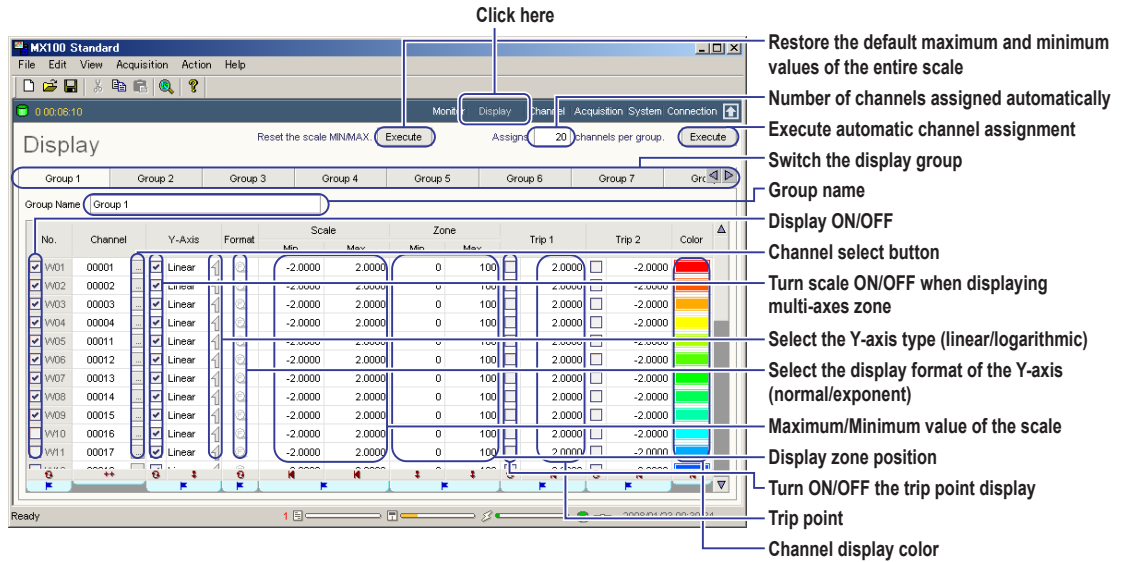 Click here
MX100 Standard
File Edit View Acquisition Action Help
0 00:06:10
Monitor Display Channel Acquisition System Connection
Display
Reset the scale MIN/MAX. Execute
Assigns 20 channels per group. Execute
Group 1 Group 2 Group 3 Group 4 Group 5 Group 6 Group 7
Group Name Group 1
No. Channel Y-Axis Format Scale Zone Trip 1 Trip 2 Color
Min Max Min Max
W01 00001 ... Linear -2.0000 2.0000 0 100 2.0000 -2.0000
W02 00002 ... Linear -2.0000 2.0000 0 100 2.0000 -2.0000
W03 00003 ... Linear -2.0000 2.0000 0 100 2.0000 -2.0000
W04 00004 ... Linear -2.0000 2.0000 0 100 2.0000 -2.0000
W05 00011 ... Linear -2.0000 2.0000 0 100 2.0000 -2.0000
W06 00012 ... Linear -2.0000 2.0000 0 100 2.0000 -2.0000
W07 00013 ... Linear -2.0000 2.0000 0 100 2.0000 -2.0000
W08 00014 ... Linear -2.0000 2.0000 0 100 2.0000 -2.0000
W09 00015 ... Linear -2.0000 2.0000 0 100 2.0000 -2.0000
W10 00016 ... Linear -2.0000 2.0000 0 100 2.0000 -2.0000
W11 00017 ... Linear -2.0000 2.0000 0 100 2.0000 -2.0000
Ready
1
Restore the default maximum and minimum
values of the entire scale
Number of channels assigned automatically
Execute automatic channel assignment
Switch the display group
Group name
Display ON/OFF
Channel select button
Turn scale ON/OFF when displaying
multi-axes zone
Select the Y-axis type (linear/logarithmic)
Select the display format of the Y-axis
(normal/exponent)
Maximum/Minimum value of the scale
Display zone position
Turn ON/OFF the trip point display
Trip point
Channel display color